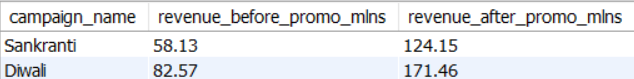 campaign_name revenue_before_promo_mlns revenue_after_promo_mlns
Sankranti 58.13 124.15
Diwali 82.57 171.46